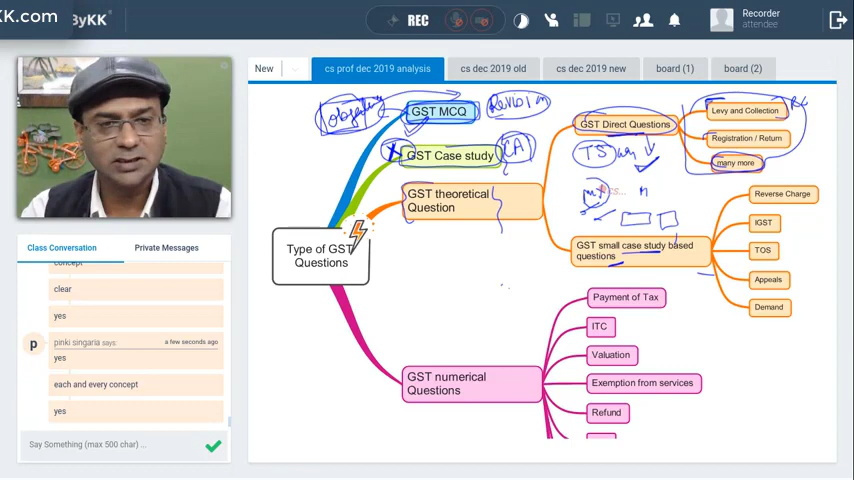 KK.com
ByKK™
REC
Recorder
attendee
New
cs prof dec 2019 analysis
cs dec 2019 old
cs dec 2019 new
board (1)
board (2)
GST MCQ
Revision
GST Case study
CA
GST theoretical
Question
Type of GST
Questions
GST numerical
Questions
GST Direct Questions
TS
Levy and Collection
Registration / Return
many more
GST small case study based
questions
Reverse Charge
IGST
TOS
Appeals
Demand
Payment of Tax
ITC
Valuation
Exemption from services
Refund
Class Conversation
Private Messages
concept
clear
yes
p
pinki singaria says
a few seconds ago
yes
each and every concept
yes
Say Something (max 500 char) ...